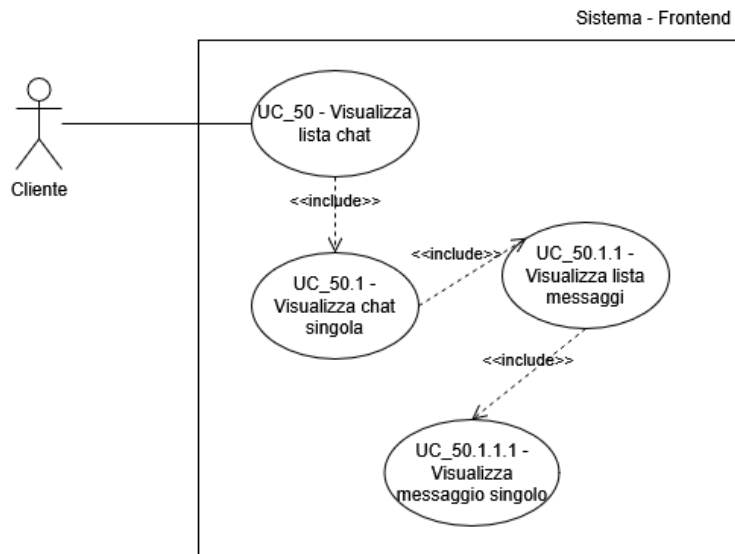 Sistema - Frontend
UC_50 - Visualizza
lista chat
Cliente
<<include>>
UC_50.1 -
Visualizza chat
singola
<<include>>
UC_50.1.1 -
Visualizza lista
messaggi
<<include>>
UC_50.1.1.1 -
Visualizza
messaggio singolo